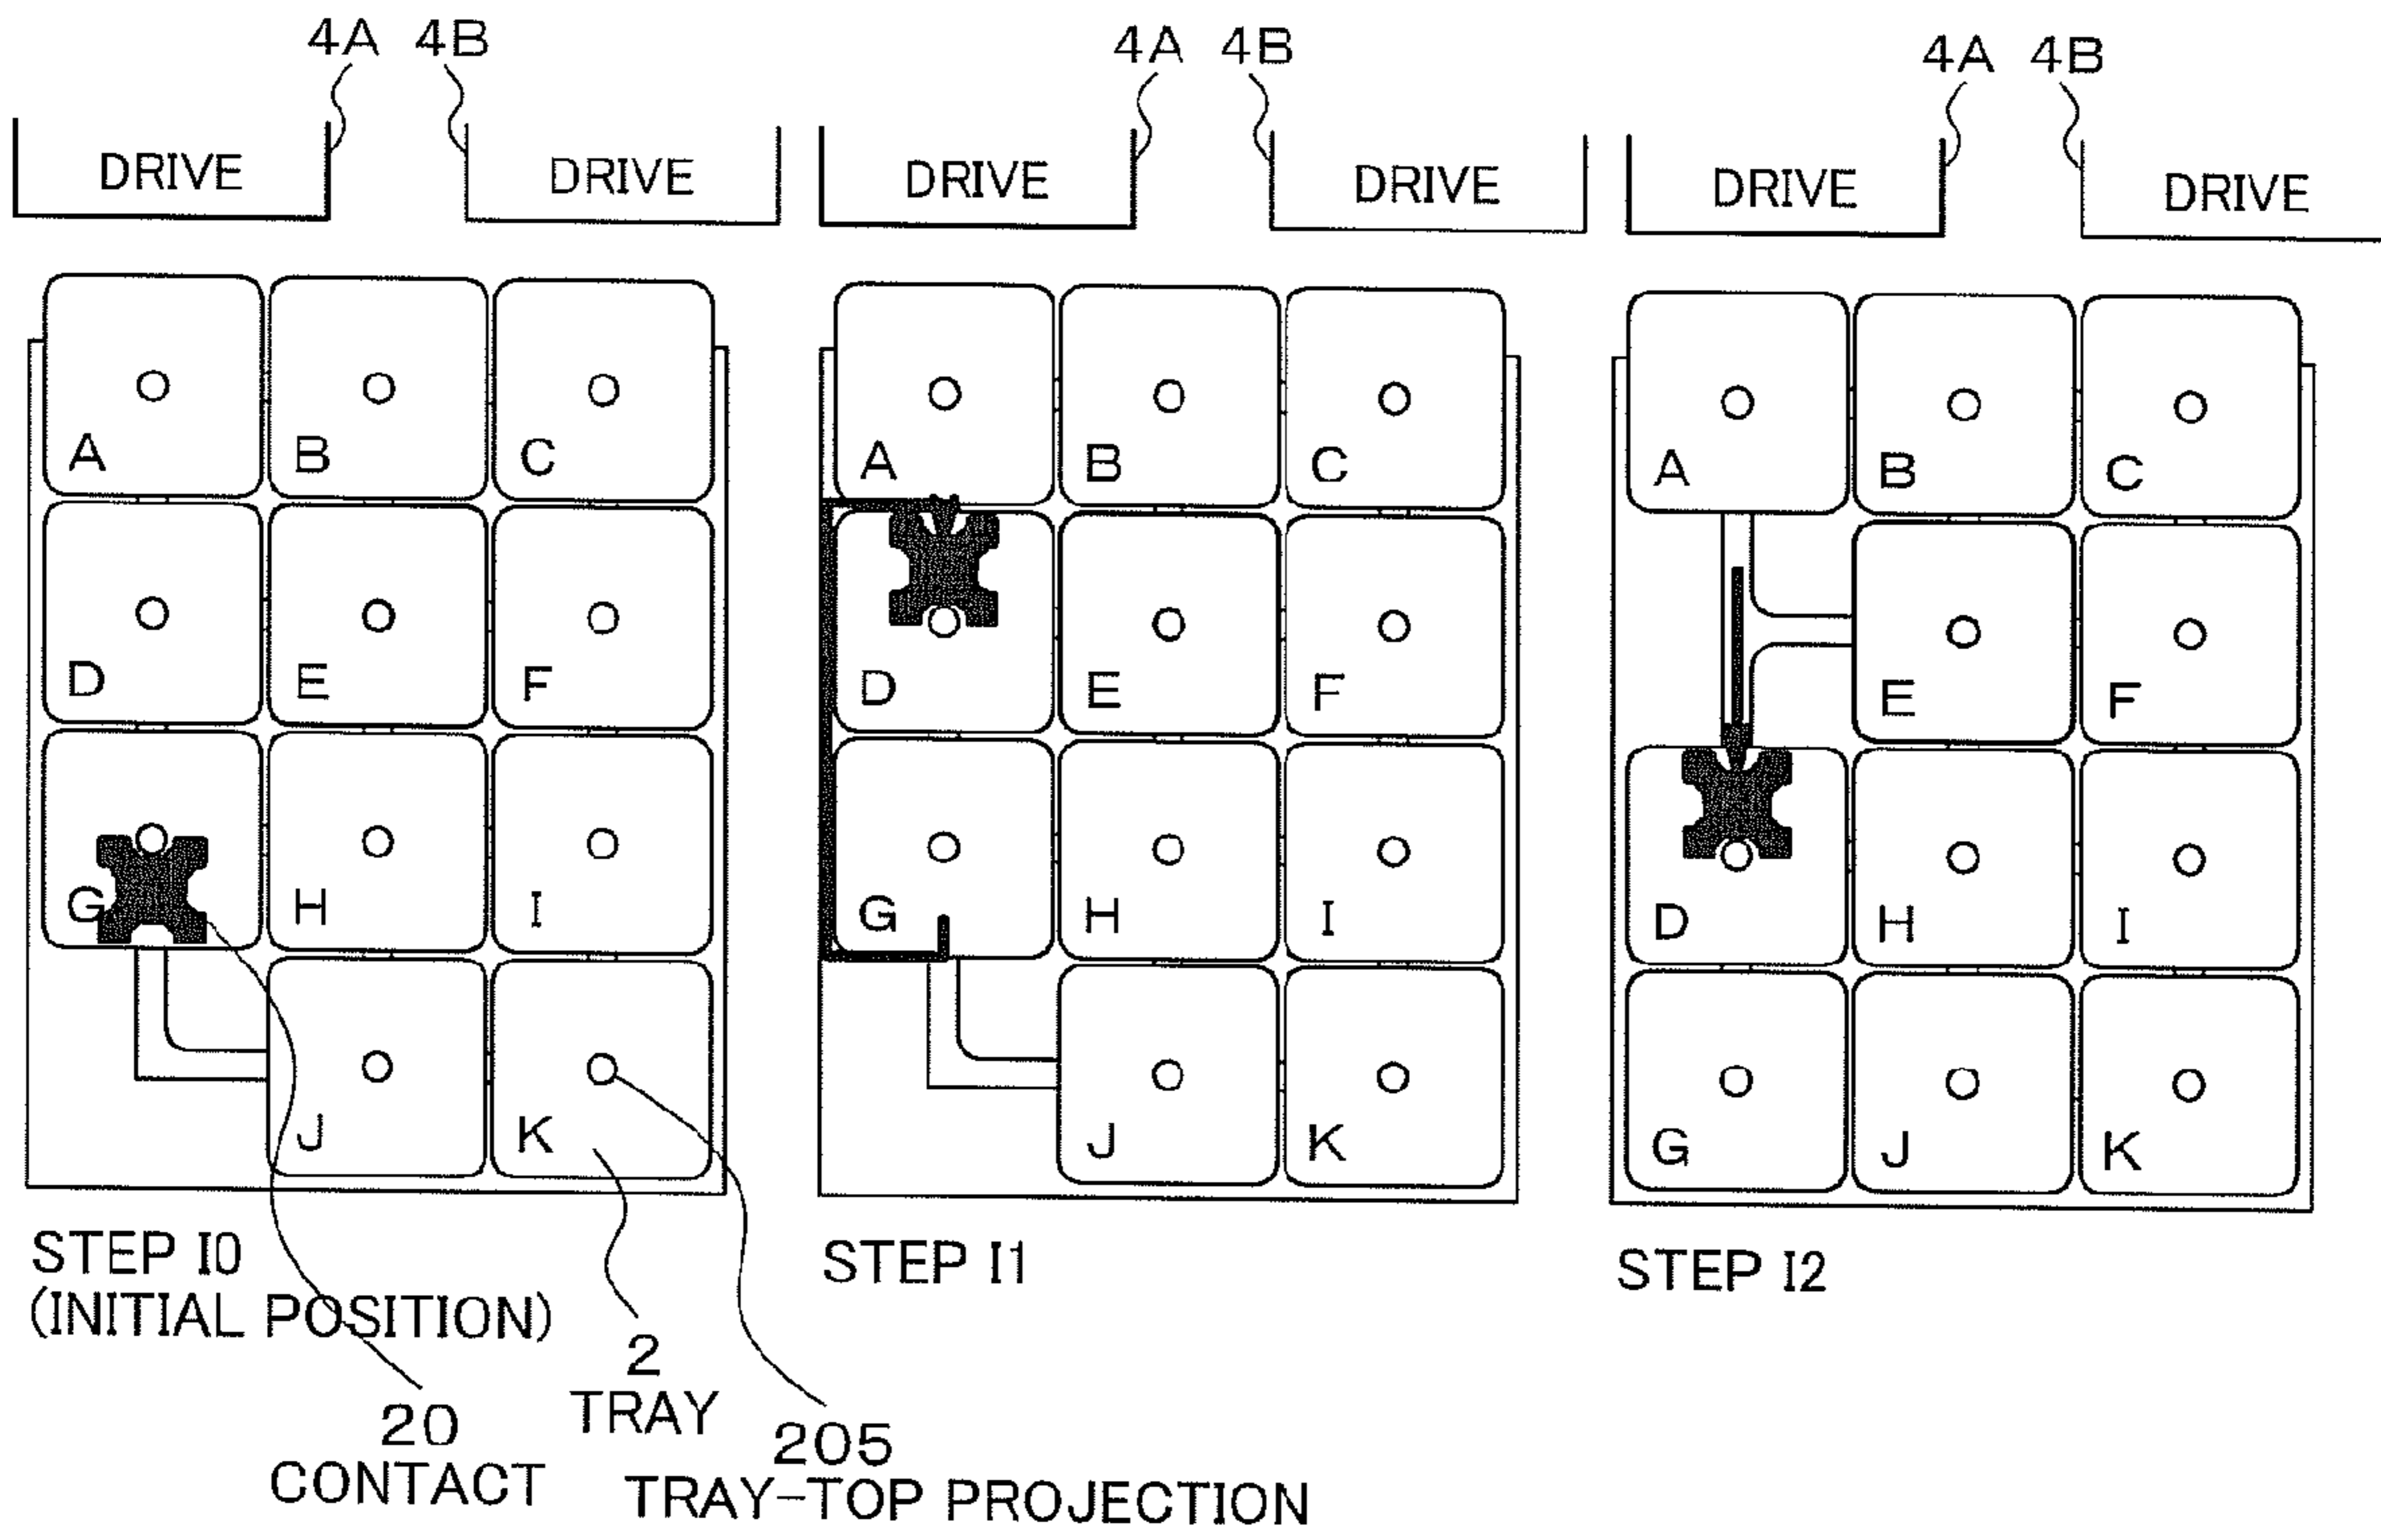 4A 4B 4A 4B 4A 4B
DRIVE DRIVE DRIVE DRIVE DRIVE DRIVE
A B C A B C A B C
D E F D E F E F
G H I G H I D H I
J K J K G J K
STEP I0
(INITIAL POSITION)
STEP I1
STEP I2
2
TRAY
20
CONTACT
205
TRAY-TOP PROJECTION